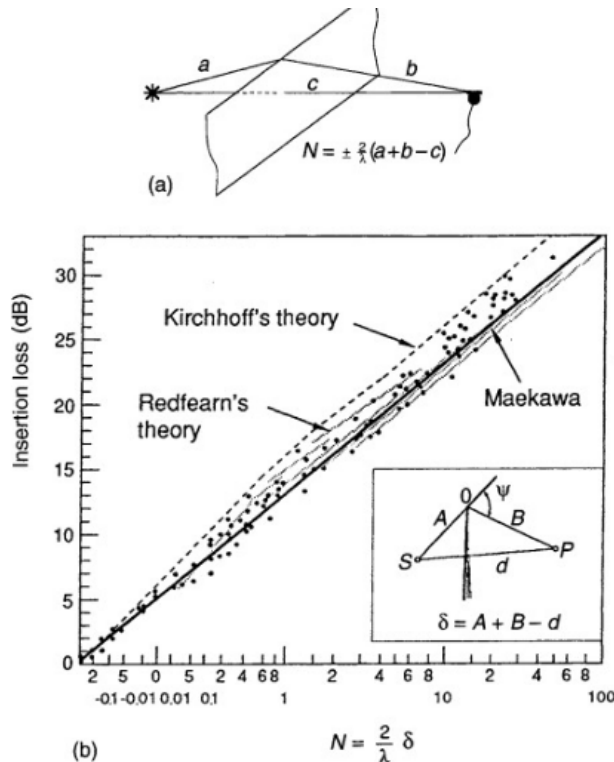 a
b
c
N = ± 2/λ (a+b−c)
(a)
Insertion loss (dB)
30
25
20
15
10
5
0
Kirchhoff's theory
Redfearn's theory
Maekawa
0
ψ
A
B
S
P
d
δ = A + B − d
2 5 0 2 5 2 4 6 8 1 2 4 6 8 10 2 4 6 8 100
-0,1 -0,01 0,01 0,1
(b)
N = 2/λ δ